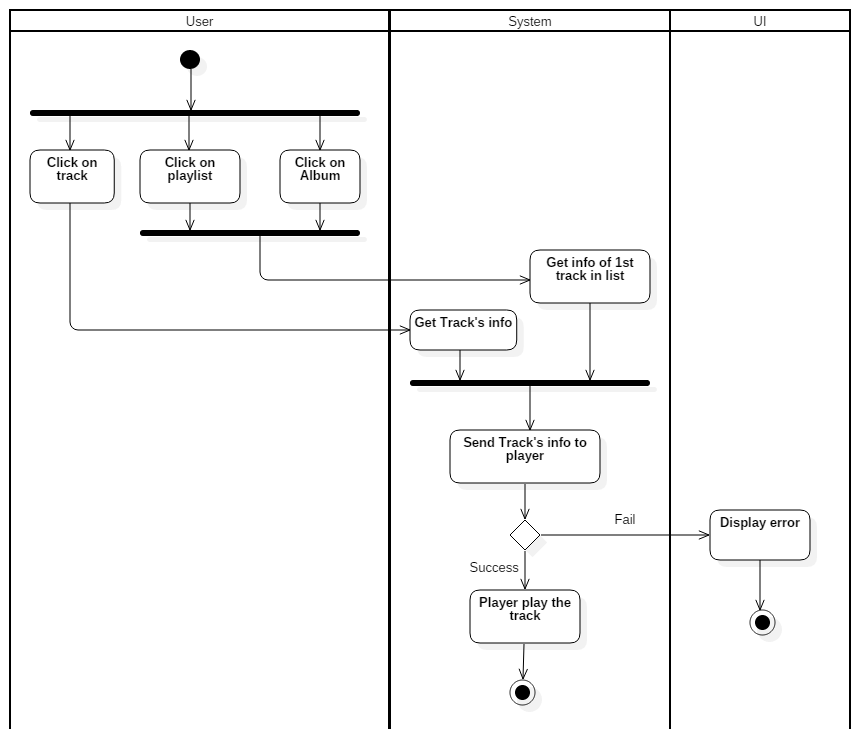 User
System
UI
Click on
track
Click on
playlist
Click on
Album
Get info of 1st
track in list
Get Track's info
Send Track's info to
player
Fail
Display error
Success
Player play the
track